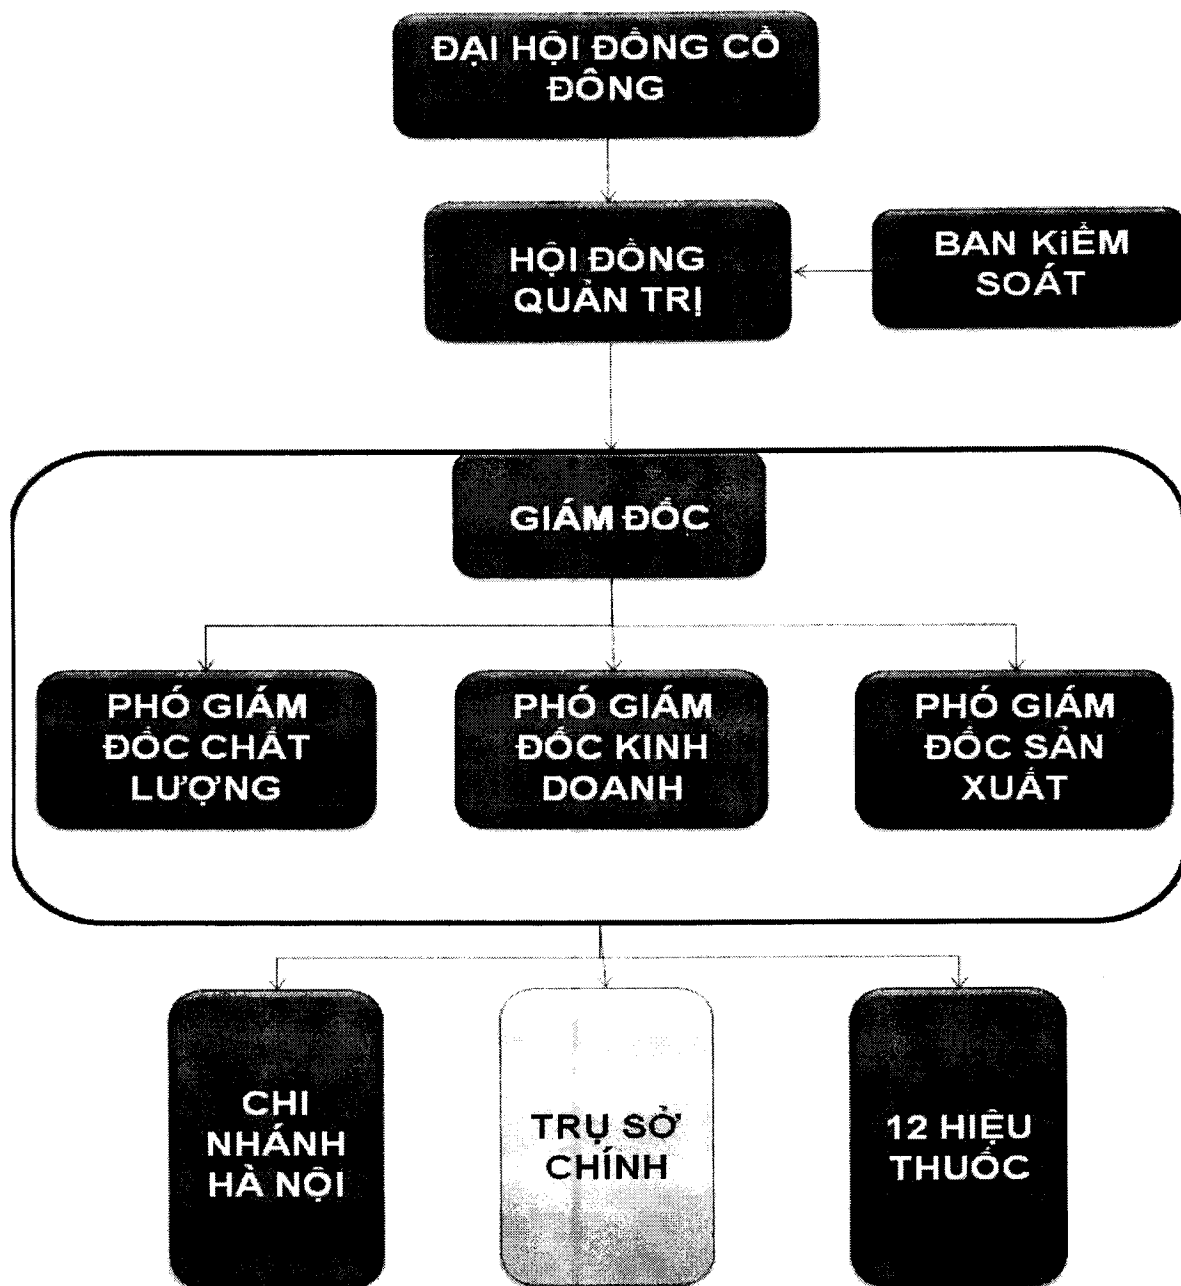 ĐẠI HỘI ĐỒNG CỔ
ĐÔNG
HỘI ĐỒNG
QUẢN TRỊ
BAN KiỂM
SOÁT
GIÁM ĐỐC
PHÓ GIÁM
ĐỐC CHẤT
LƯỢNG
PHÓ GIÁM
ĐỐC KINH
DOANH
PHÓ GIÁM
ĐỐC SẢN
XUẤT
CHI
NHÁNH
HÀ NỘI
TRỤ SỞ
CHÍNH
12 HIỆU
THUỐC